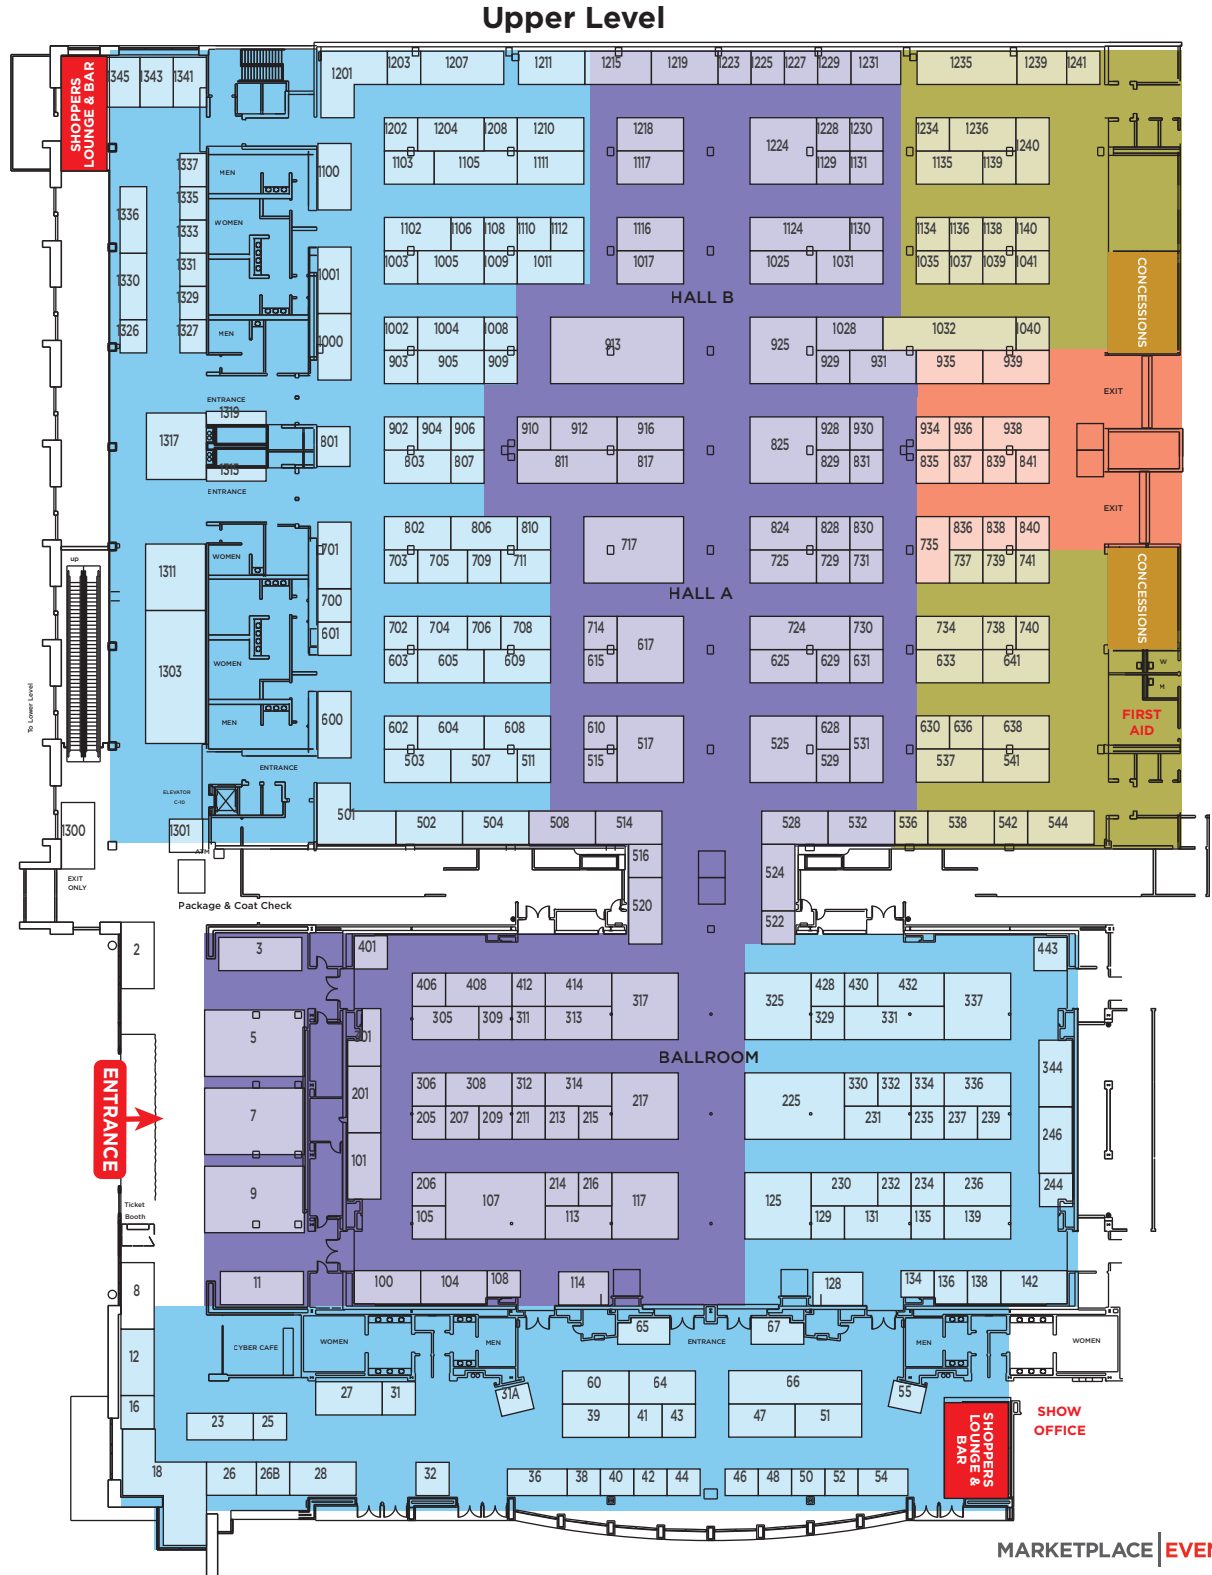 Upper Level
SHOPPERS
LOUNGE & BAR
1345 1343 1341
1201
1203 1207 1211 1215 1219 1223 1225 1227 1229 1231 1235 1239 1241
1202 1204 1208 1210 1218 1224 1228 1230 1234 1236 1240
1103 1105 1111 1117 1129 1131 1135 1139
1337 MEN 1100
1335
1336 WOMEN 1333
1102 1106 1108 1110 1112 1116 1124 1130 1134 1136 1138 1140
1003 1005 1009 1011 1017 1025 1031 1035 1037 1039 1041
1331 1001
1330 1329
HALL B
CONCESSIONS
1326 1327 MEN 1000
1002 1004 1008 913 925 1028 1032 1040
903 905 909 929 931 935 939
EXIT
ENTRANCE
1319
1317 801
1315
ENTRANCE
902 904 906 910 912 916 825 928 930 934 936 938
803 807 811 817 829 831 835 837 839 841
EXIT
up
1311 WOMEN 701
802 806 810 717 824 828 830 735 836 838 840
703 705 709 711 725 729 731 737 739 741
HALL A
CONCESSIONS
700
601
702 704 706 708 714 617 724 730 734 738 740
603 605 609 615 625 629 631 633 641
1303 WOMEN
W
M
To Lower Level
MEN 600
FIRST
AID
602 604 608 610 517 525 628 531 630 636 638
503 507 511 515 529 537 541
ENTRANCE
ELEVATOR
C-10
501 502 504 508 514 528 532 536 538 542 544
1300 1301
ATM
516 524
EXIT
ONLY
Package & Coat Check
520 522
2 3 401 443
406 408 412 414 317 325 428 430 432 337
305 309 311 313 329 331
5 301
BALLROOM
344
ENTRANCE
7 201
306 308 312 314 217 225 330 332 334 336
205 207 209 211 213 215 231 235 237 239
246
101
9
244
206 107 214 216 117 125 230 232 234 236
105 113 129 131 135 139
Ticket
Booth
11 100 104 108 114 128 134 136 138 142
8
65 67
ENTRANCE
CYBER CAFE WOMEN MEN MEN WOMEN
12
27 31 31A 60 64 66 55
16
23 25 39 41 43 47 51
SHOPPERS
LOUNGE &
BAR
SHOW
OFFICE
18 26 26B 28 32 36 38 40 42 44 46 48 50 52 54
MARKETPLACE